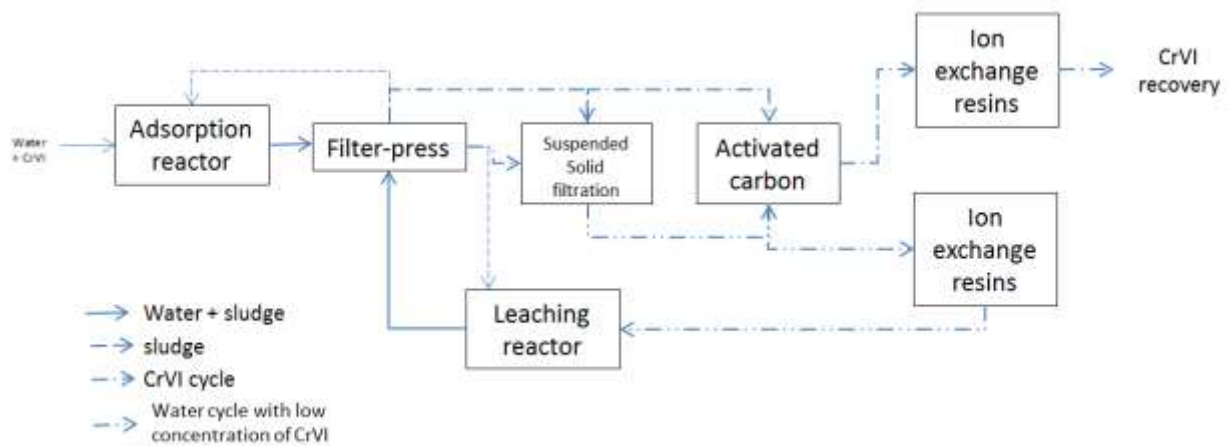 Ion
exchange
resins
CrVI
recovery
Water
+ CrVI
Adsorption
reactor
Filter-press
Suspended
Solid
filtration
Activated
carbon
Ion
exchange
resins
Leaching
reactor
Water + sludge
sludge
CrVI cycle
Water cycle with low
concentration of CrVI